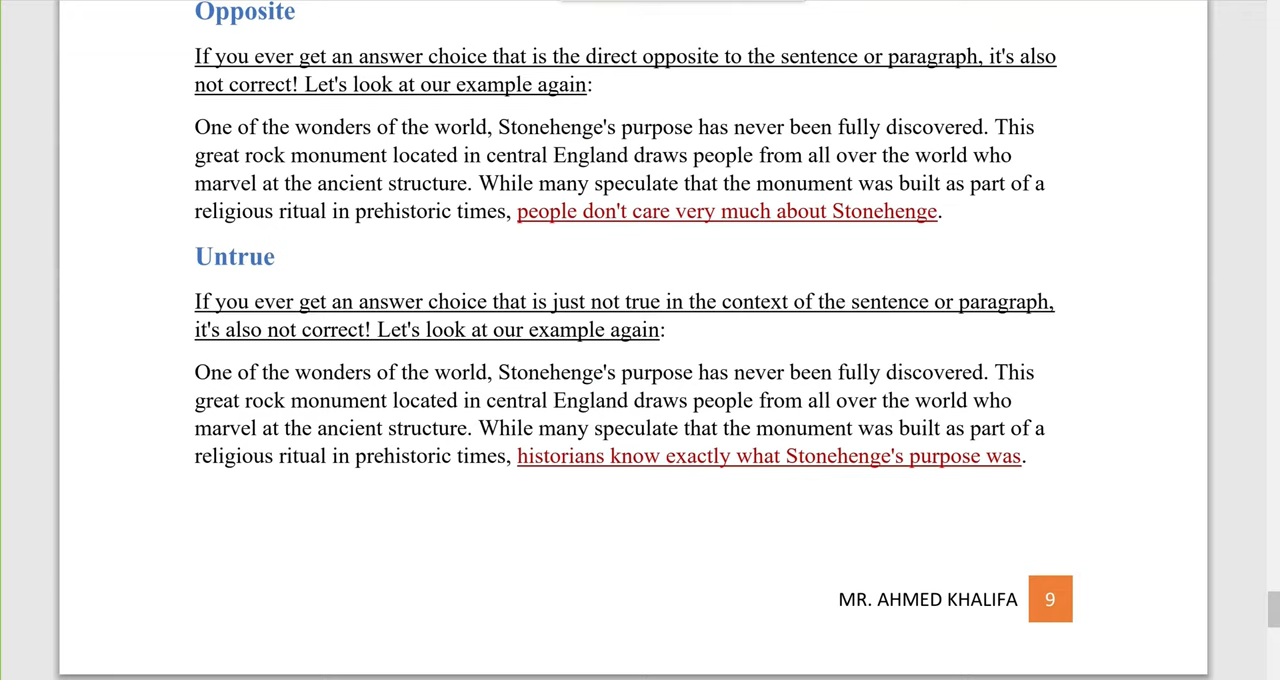 Opposite
If you ever get an answer choice that is the direct opposite to the sentence or paragraph, it's also
not correct! Let's look at our example again:
One of the wonders of the world, Stonehenge's purpose has never been fully discovered. This
great rock monument located in central England draws people from all over the world who
marvel at the ancient structure. While many speculate that the monument was built as part of a
religious ritual in prehistoric times, people don't care very much about Stonehenge.
Untrue
If you ever get an answer choice that is just not true in the context of the sentence or paragraph,
it's also not correct! Let's look at our example again:
One of the wonders of the world, Stonehenge's purpose has never been fully discovered. This
great rock monument located in central England draws people from all over the world who
marvel at the ancient structure. While many speculate that the monument was built as part of a
religious ritual in prehistoric times, historians know exactly what Stonehenge's purpose was.
MR. AHMED KHALIFA 9